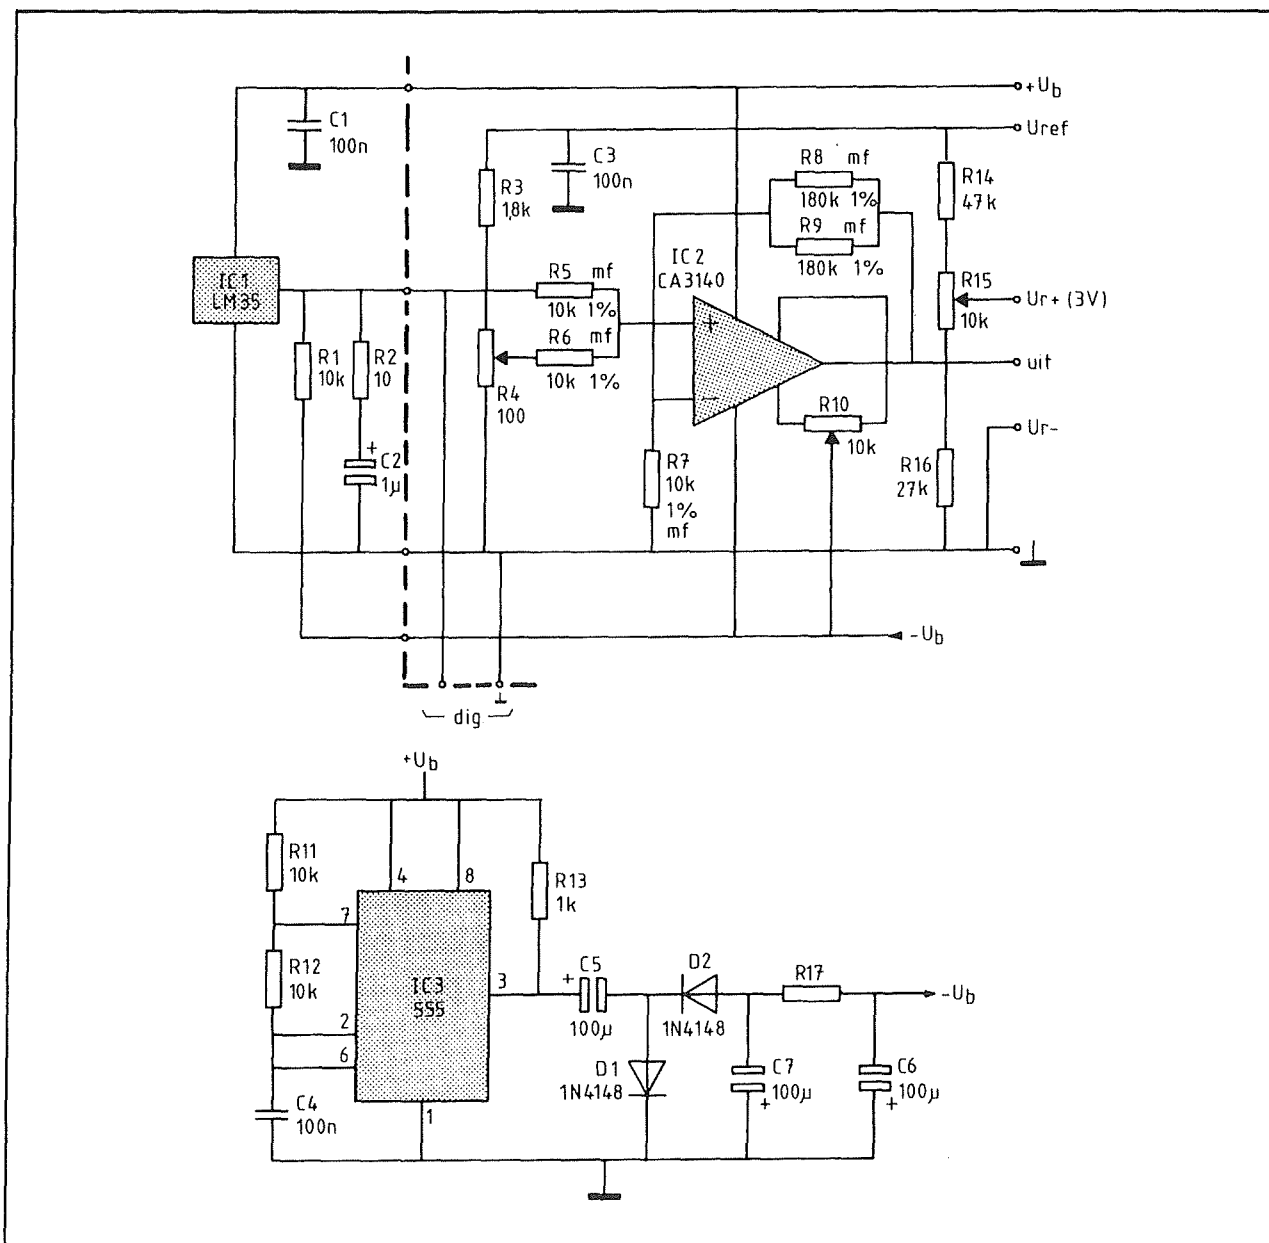 +Ub
Uref
C1
100n
C3
100n
R3
1,8k
R8 mf
180k 1%
R9 mf
180k 1%
R14
47k
IC1
LM35
R5 mf
10k 1%
R6 mf
10k 1%
IC2
CA3140
+
−
R15
10k
Ur+ (3V)
R1
10k
R2
10
R4
100
uit
R10
10k
Ur-
+
C2
1µ
R7
10k
1%
mf
R16
27k
-Ub
dig
+Ub
R11
10k
4
8
R13
1k
7
R12
10k
IC3
555
3
2
6
+
C5
100µ
D2
1N4148
R17
-Ub
D1
1N4148
C7
100µ
+
C6
100µ
+
C4
100n
1